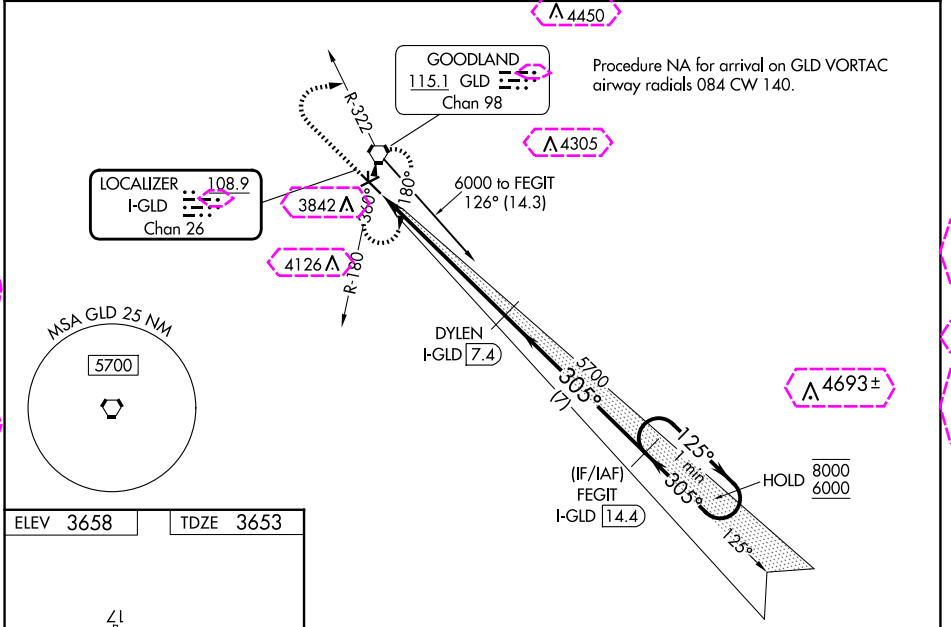 4450
GOODLAND
115.1 GLD
Chan 98
Procedure NA for arrival on GLD VORTAC
airway radials 084 CW 140.
R-322
4305
LOCALIZER 108.9
I-GLD
Chan 26
6000 to FEGIT
126° (14.3)
3842
360°
180°
4126
R-180
MSA GLD 25 NM
5700
DYLEN
I-GLD 7.4
5700
305°
(7)
4693±
125°
1 min
305°
HOLD 8000
6000
(IF/IAF)
FEGIT
I-GLD 14.4
125°
ELEV 3658
TDZE 3653
17